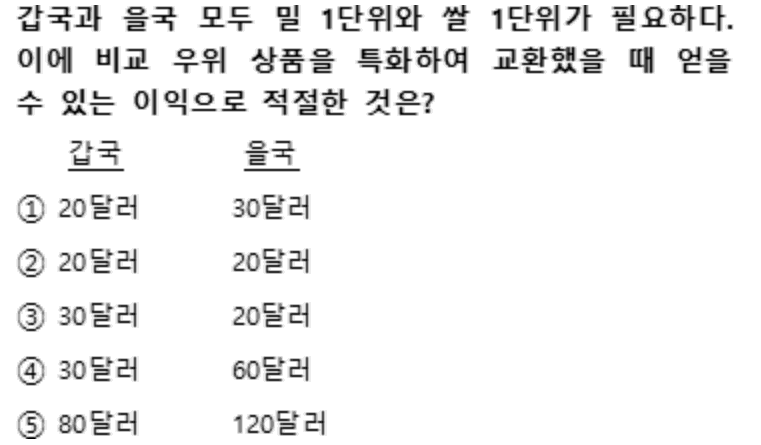 갑국과 을국 모두 밀 1단위와 쌀 1단위가 필요하다.
이에 비교 우위 상품을 특화하여 교환했을 때 얻을
수 있는 이익으로 적절한 것은?
갑국 을국
① 20달러 30달러
② 20달러 20달러
③ 30달러 20달러
④ 30달러 60달러
⑤ 80달러 120달러